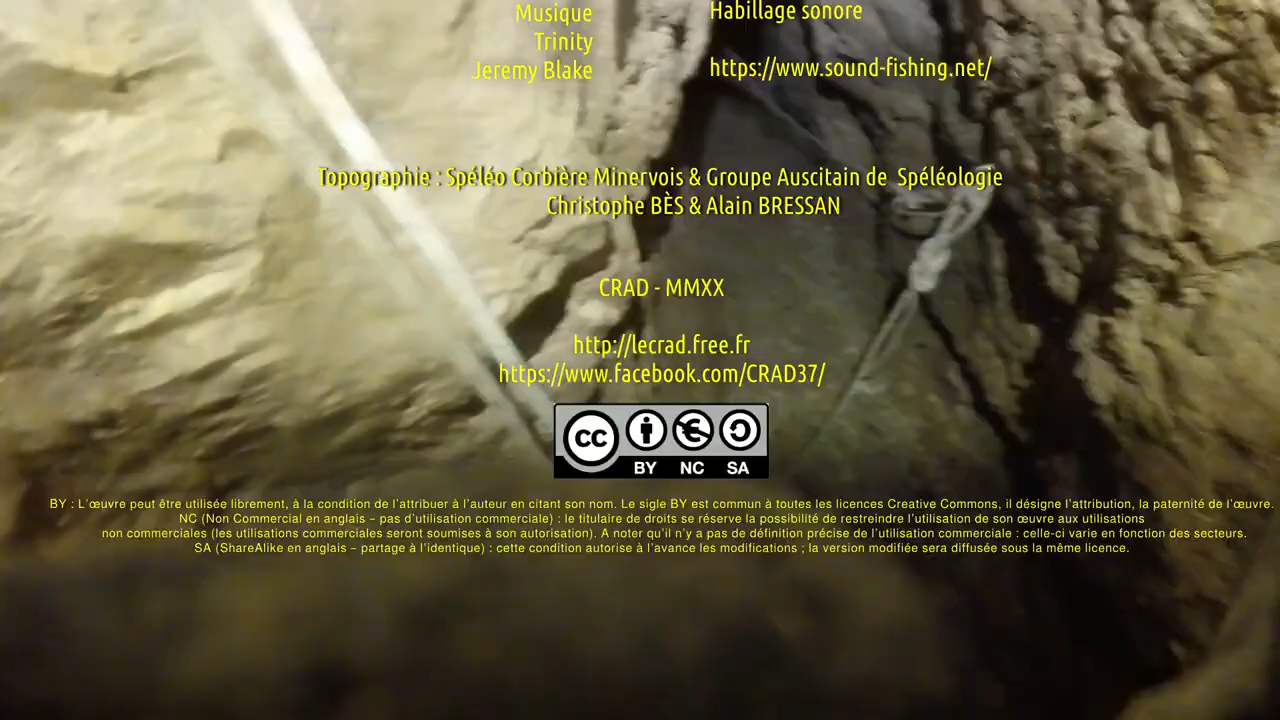 Musique
Trinity
Jeremy Blake
Habillage sonore
https://www.sound-fishing.net/
Topographie : Spéléo Corbière Minervois & Groupe Auscitain de Spéléologie
Christophe BÈS & Alain BRESSAN
CRAD - MMXX
http://lecrad.free.fr
https://www.facebook.com/CRAD37/
cc
BY NC SA
BY : L'œuvre peut être utilisée librement, à la condition de l'attribuer à l'auteur en citant son nom. Le sigle BY est commun à toutes les licences Creative Commons, il désigne l'attribution, la paternité de l'œuvre.
NC (Non Commercial en anglais – pas d'utilisation commerciale) : le titulaire de droits se réserve la possibilité de restreindre l'utilisation de son œuvre aux utilisations
non commerciales (les utilisations commerciales seront soumises à son autorisation). A noter qu'il n'y a pas de définition précise de l'utilisation commerciale : celle-ci varie en fonction des secteurs.
SA (ShareAlike en anglais – partage à l'identique) : cette condition autorise à l'avance les modifications ; la version modifiée sera diffusée sous la même licence.